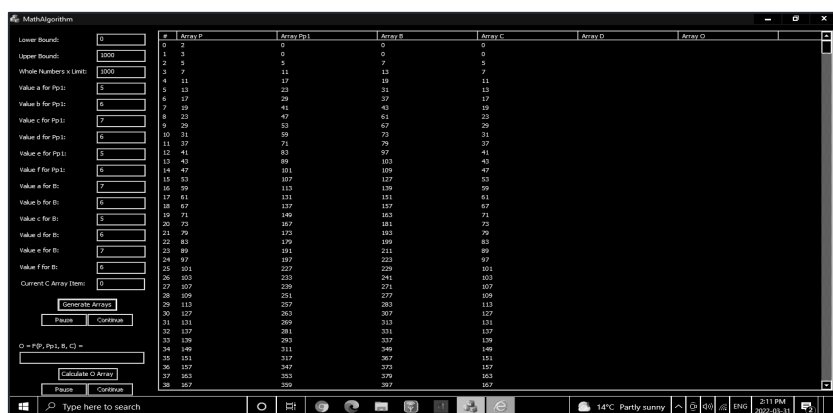 MathAlgorithm
Lower Bound: 0
Upper Bound: 1000
Whole Numbers x Limit: 1000
Value a for Pp1: 5
Value b for Pp1: 6
Value c for Pp1: 7
Value d for Pp1: 6
Value e for Pp1: 5
Value f for Pp1: 6
Value a for B: 7
Value b for B: 6
Value c for B: 5
Value d for B: 6
Value e for B: 7
Value f for B: 6
Current C Array Item: 0
Generate Arrays
Pause Continue
O = F(P, Pp1, B, C) =
Calculate O Array
Pause Continue
# Array P Array Pp1 Array B Array C Array D Array O
0 2 0 0 0
1 3 0 0 0
2 5 5 7 5
3 7 11 13 7
4 11 17 19 11
5 13 23 31 13
6 17 29 37 17
7 19 41 43 19
8 23 47 61 23
9 29 53 67 29
10 31 59 73 31
11 37 71 79 37
12 41 83 97 41
13 43 89 103 43
14 47 101 109 47
15 53 107 127 53
16 59 113 139 59
17 61 131 151 61
18 67 137 157 67
19 71 149 163 71
20 73 167 181 73
21 79 173 193 79
22 83 179 199 83
23 89 191 211 89
24 97 197 223 97
25 101 227 229 101
26 103 233 241 103
27 107 239 271 107
28 109 251 277 109
29 113 257 283 113
30 127 263 307 127
31 131 269 313 131
32 137 281 331 137
33 139 293 337 139
34 149 311 349 149
35 151 317 367 151
36 157 347 373 157
37 163 353 379 163
38 167 359 397 167
Type here to search
14°C Partly sunny
ENG
2:11 PM
2022-03-31